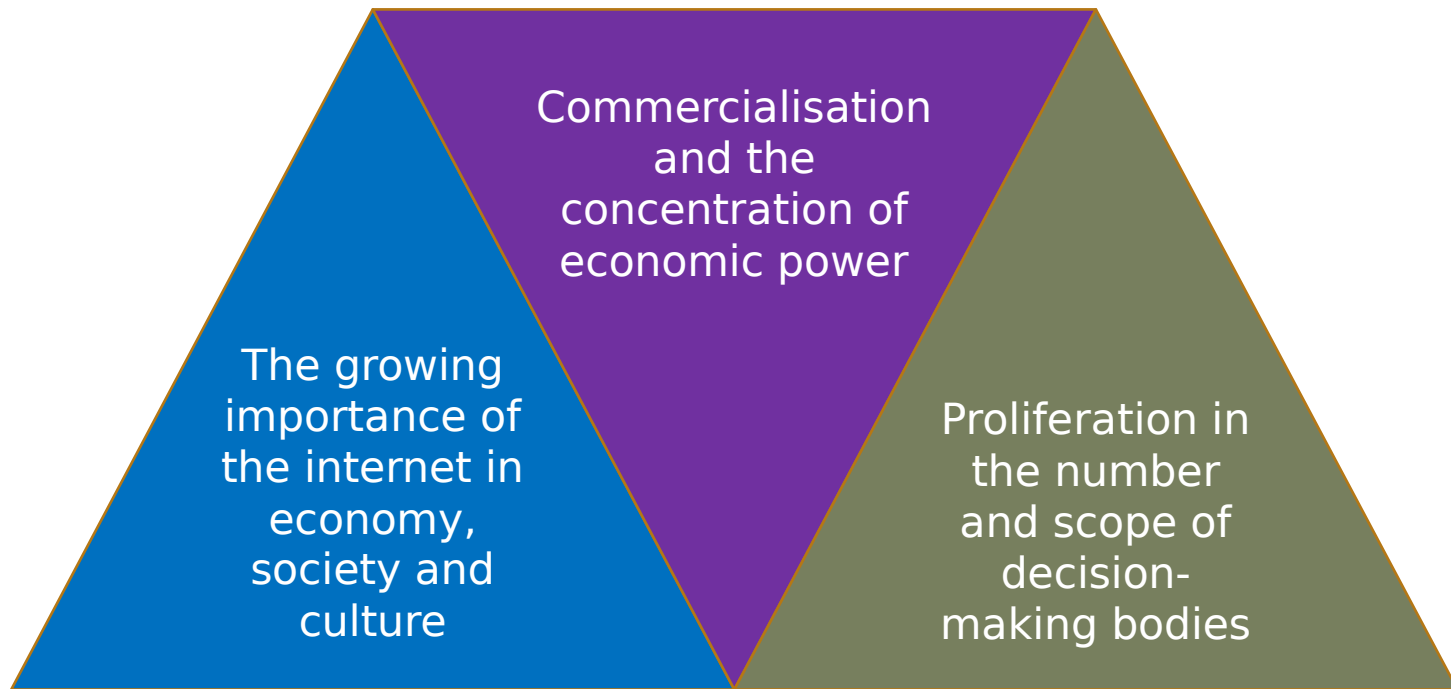 Commercialisation
and the
concentration of
economic power
The growing
importance of
the internet in
economy,
society and
culture
Proliferation in
the number
and scope of
decision-
making bodies